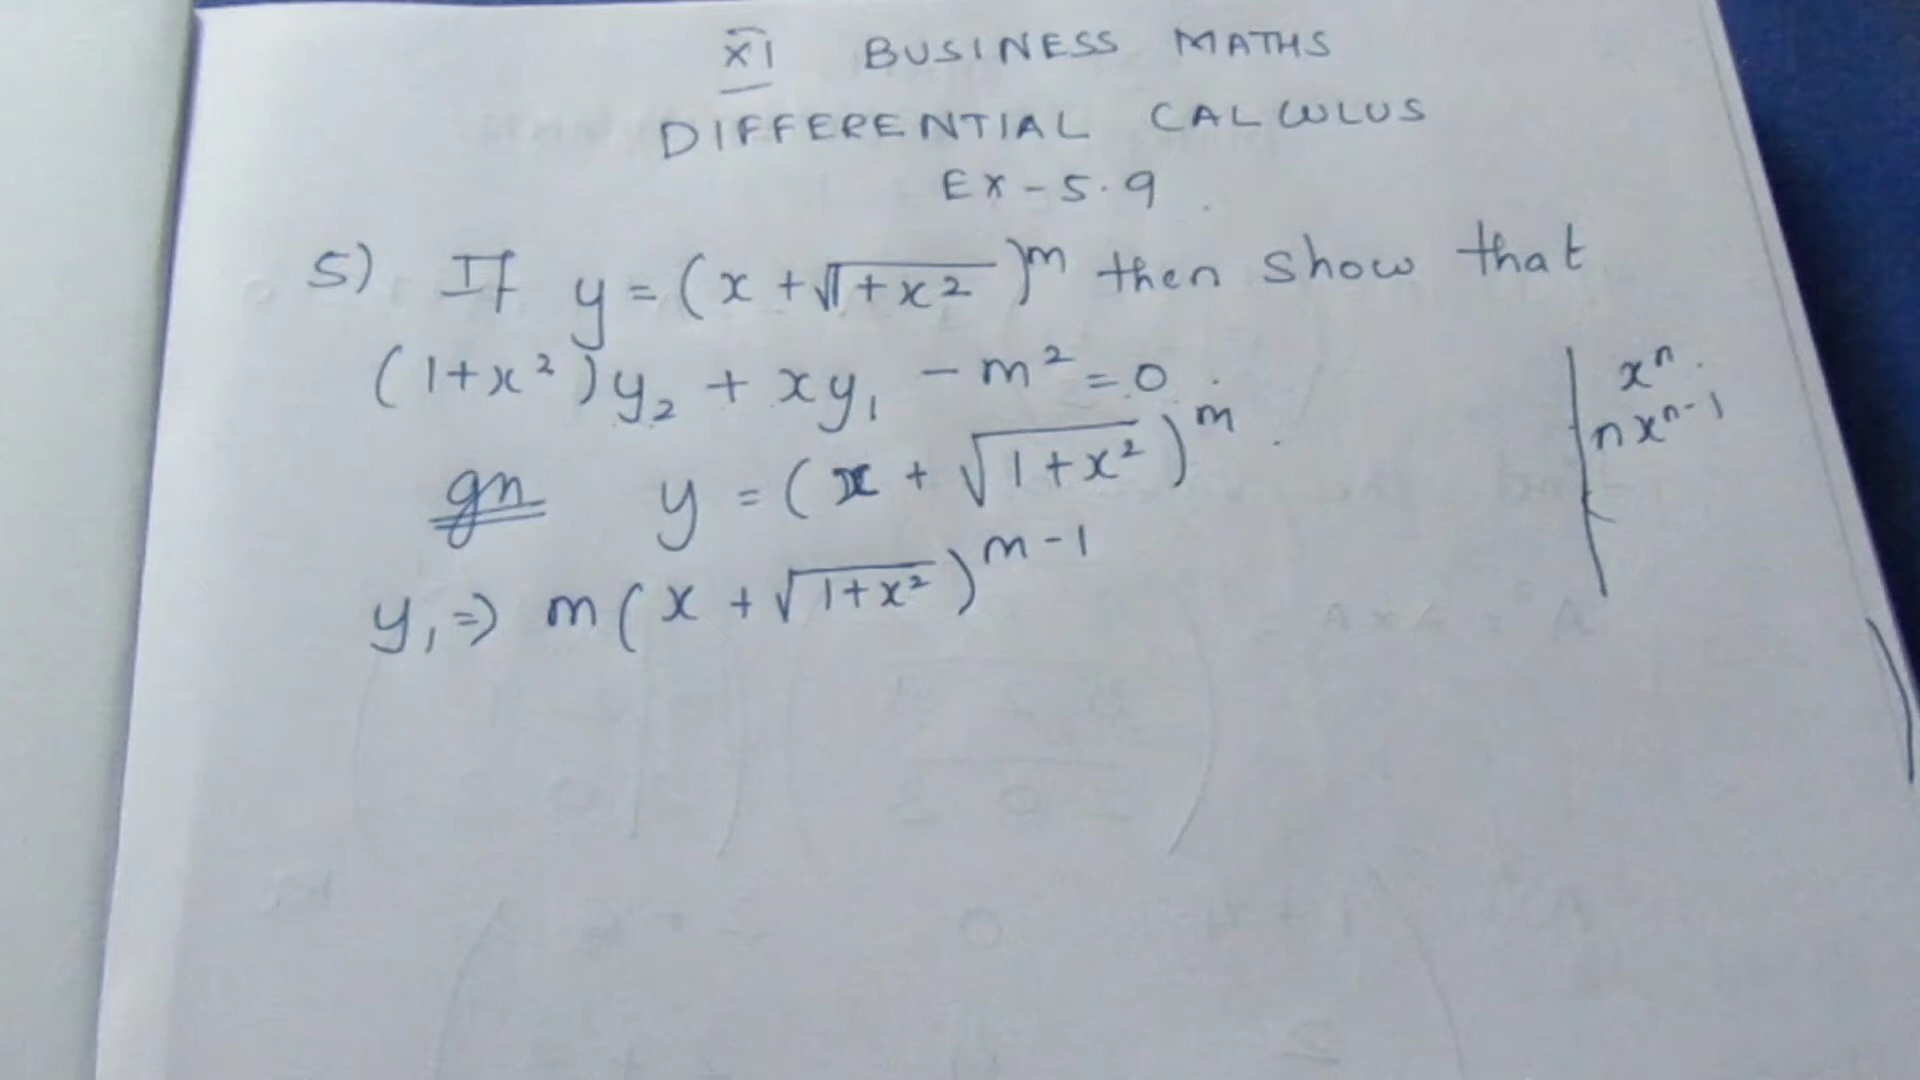 XI BUSINESS MATHS
DIFFERENTIAL CALCULUS
EX-5.9
5) If y = (x + √1+x²)^m then show that
(1+x²)y₂ + xy₁ - m² = 0.
gn y = (x + √1+x²)^m.
y₁ ⇒ m(x + √1+x²)^m-1
x^n.
nx^n-1